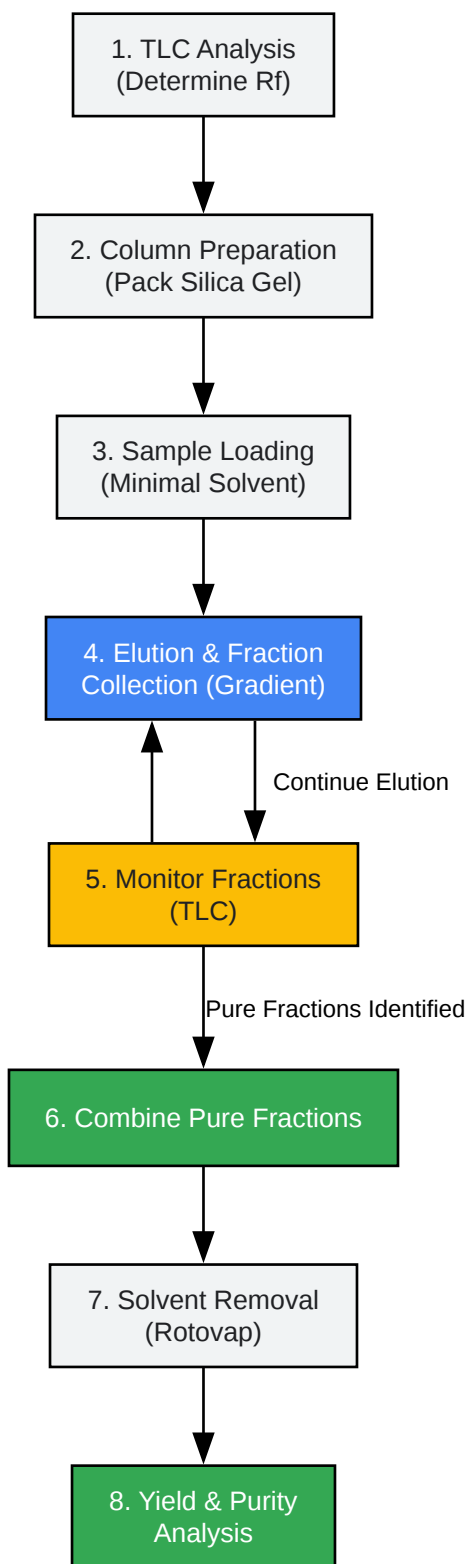 1. TLC Analysis
(Determine Rf)
2. Column Preparation
(Pack Silica Gel)
3. Sample Loading
(Minimal Solvent)
4. Elution & Fraction
Collection (Gradient)
Continue Elution
5. Monitor Fractions
(TLC)
Pure Fractions Identified
6. Combine Pure Fractions
7. Solvent Removal
(Rotovap)
8. Yield & Purity
Analysis